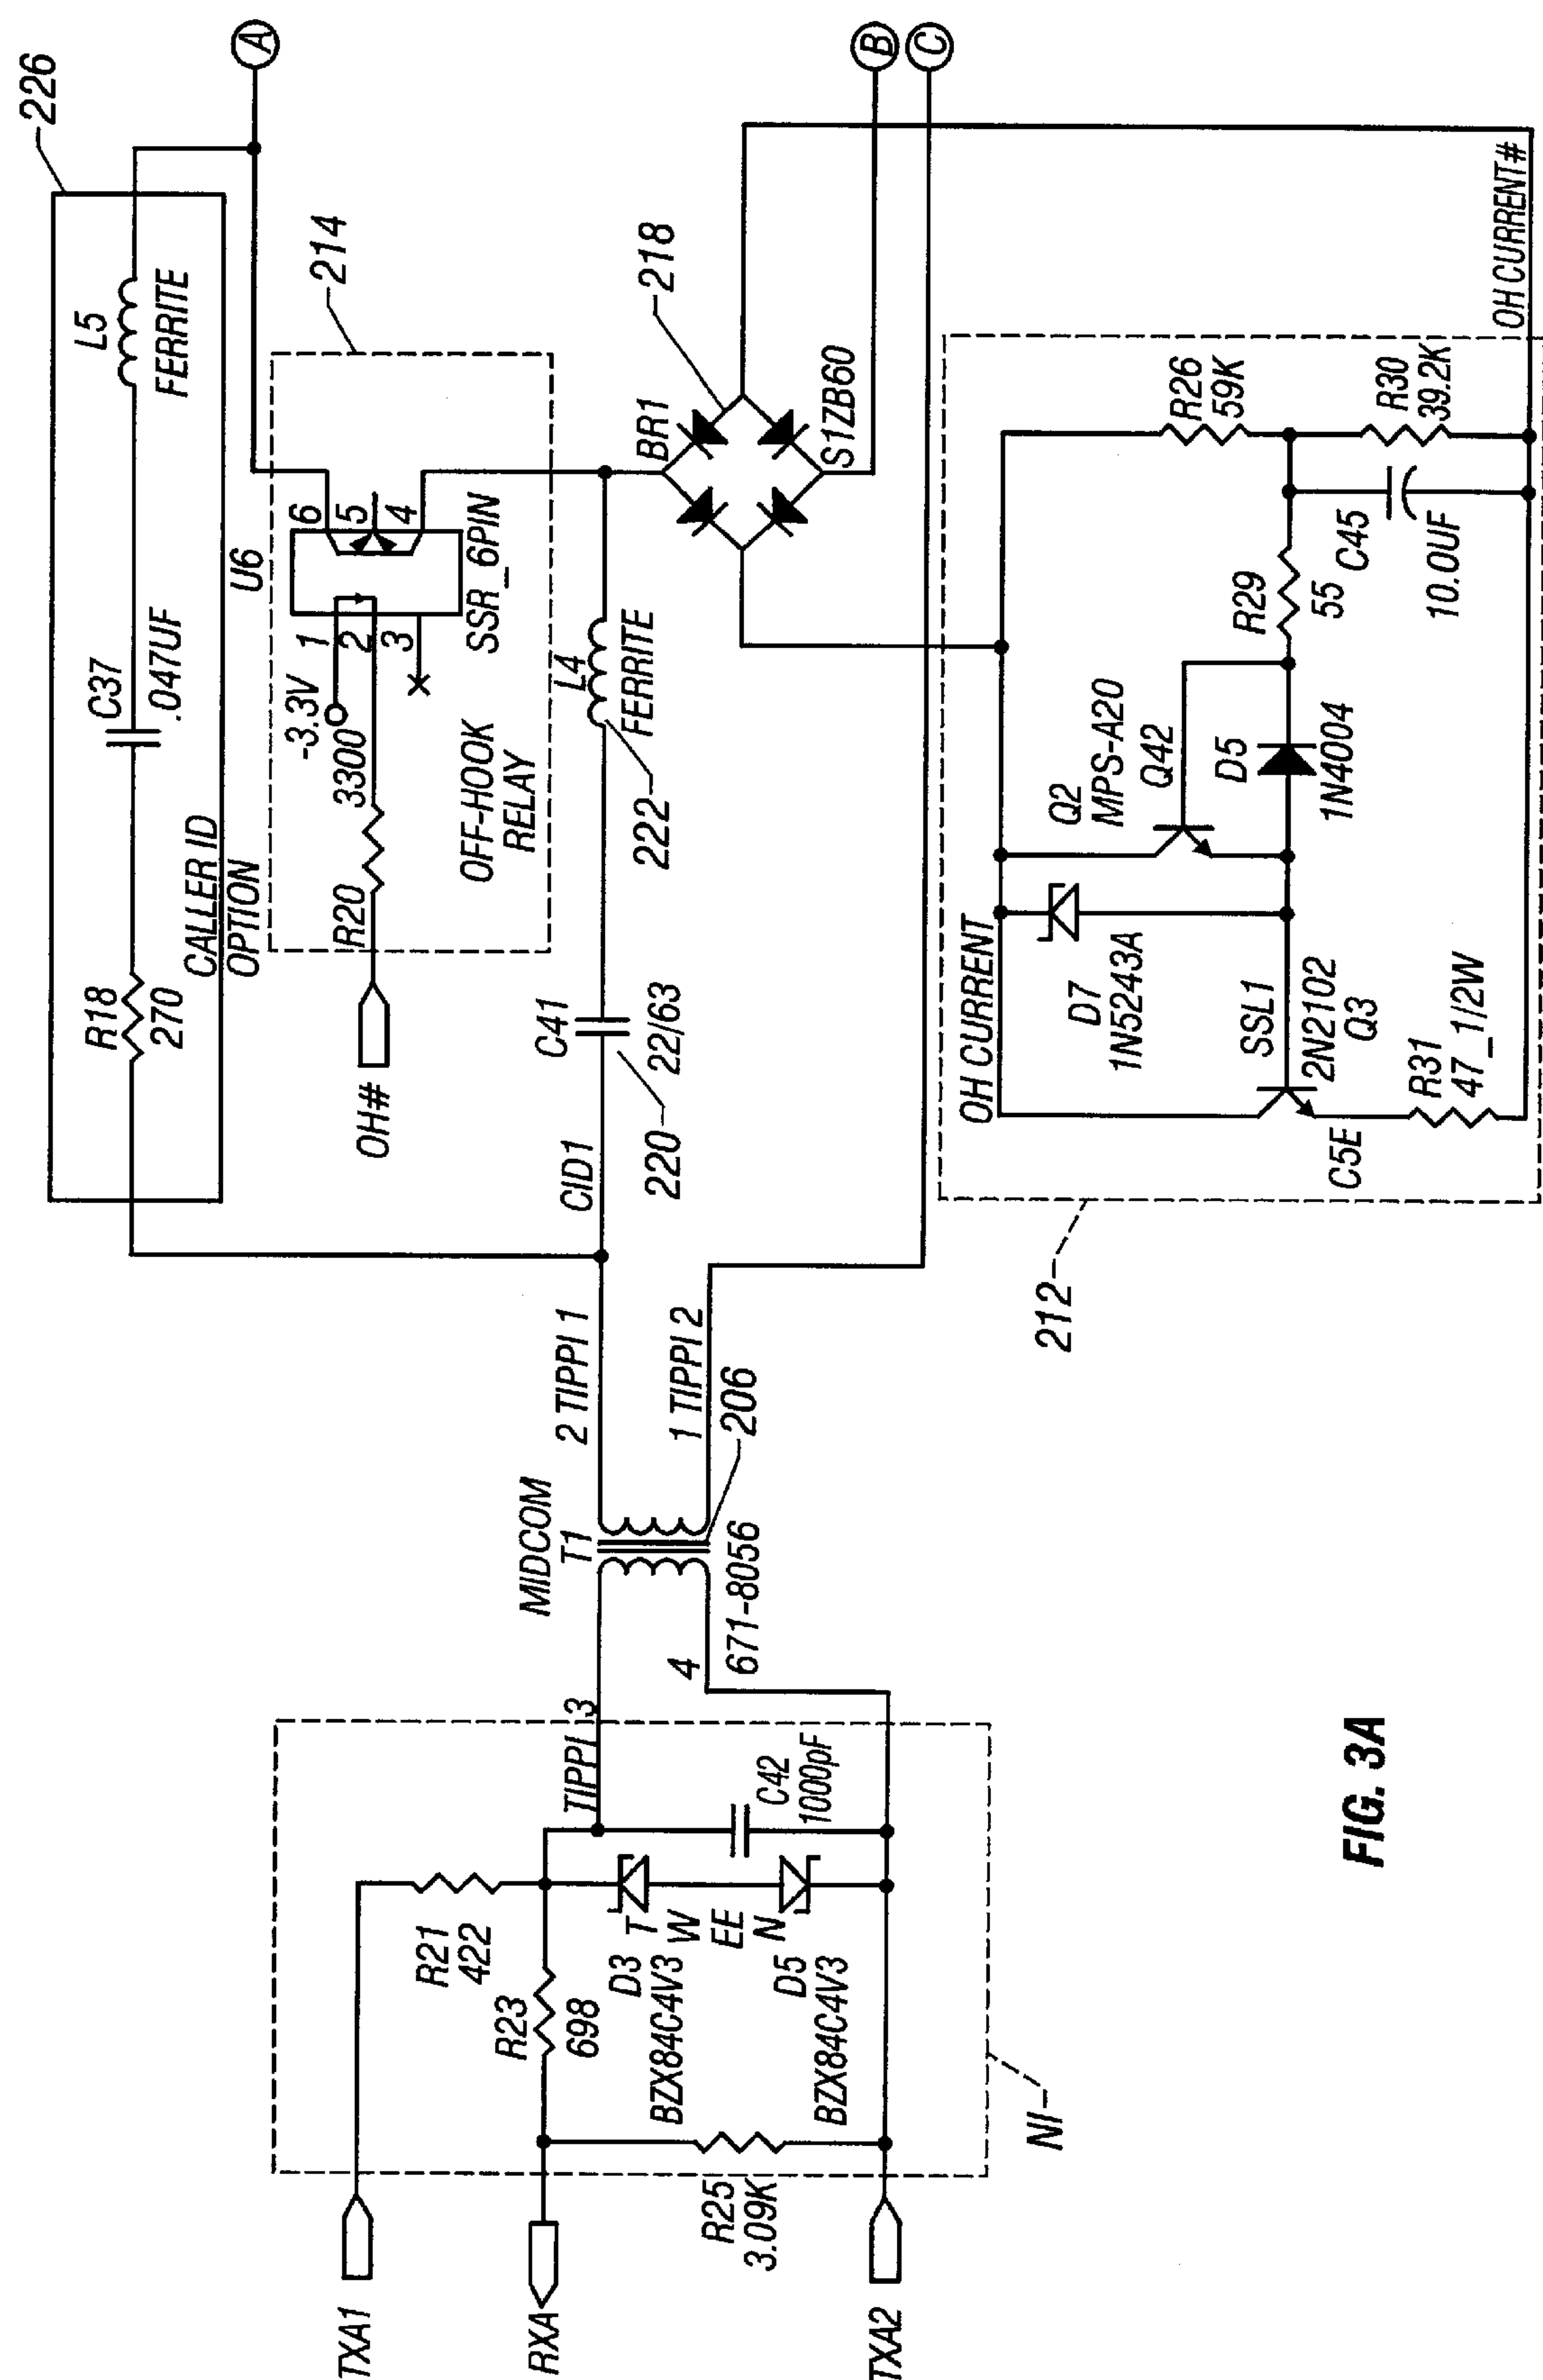 226
A
L5
FERRITE
C37
.047UF
R18
270
CALLER ID
OPTION
214
U6
6
5
4
1
2
3
SSR_6PIN
-3.3V
3300
R20
OFF-HOOK
RELAY
OH#
B
C
218
BR1
S1ZB60
L4
FERRITE
222
C41
22/63
220
CID1
2 TIPPI 1
1 TIPPI 2
206
MIDCOM
T1
671-8056
TIPPI 3
4
C42
1000pF
R21
422
R23
698
D3
BZX84C4V3
T
W
EE
N
D5
BZX84C4V3
R25
3.09K
TXA1
RXA
TXA2
NI
OH CURRENT#
R26
59K
R30
39.2K
C45
10.0UF
R29
55
Q2
MPS-A20
Q42
D5
1N4004
OH CURRENT
D7
1N5243A
SSL1
2N2102
Q3
R31
47_1/2W
C5E
212
FIG. 3A